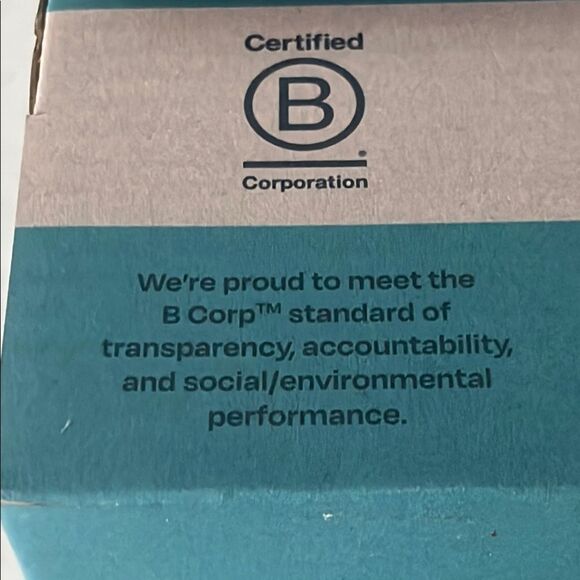 Certified
B
Corporation
We're proud to meet the
B Corp™ standard of
transparency, accountability,
and social/environmental
performance.